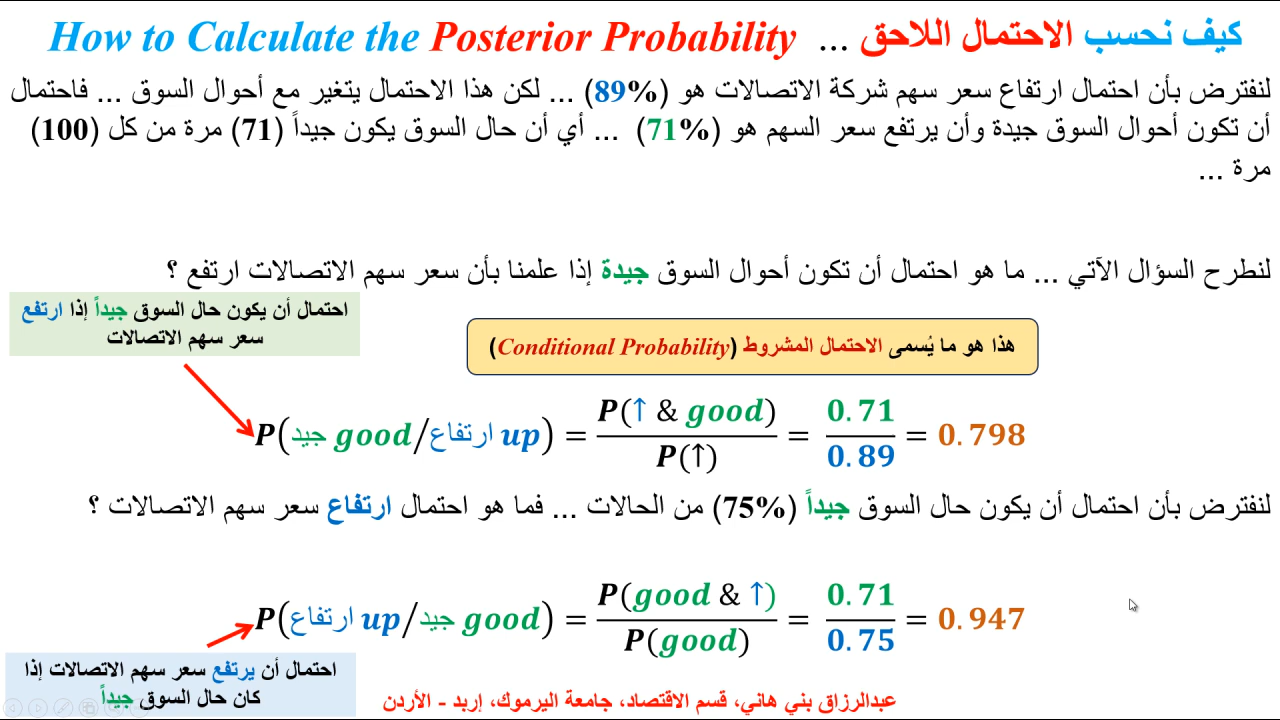 كيف نحسب الاحتمال اللاحق ... How to Calculate the Posterior Probability
لنفترض بأن احتمال ارتفاع سعر سهم شركة الاتصالات هو (89%) ... لكن هذا الاحتمال يتغير مع أحوال السوق ... فاحتمال
أن تكون أحوال السوق جيدة وأن يرتفع سعر السهم هو (71%) ... أي أن حال السوق يكون جيداً (71) مرة من كل (100)
مرة ...
لنطرح السؤال الآتي ... ما هو احتمال أن تكون أحوال السوق جيدة إذا علمنا بأن سعر سهم الاتصالات ارتفع ؟
احتمال أن يكون حال السوق جيداً إذا ارتفع
سعر سهم الاتصالات
هذا هو ما يُسمى الاحتمال المشروط (Conditional Probability)
P(جيد good/ارتفاع up) = P(↑ & good) / P(↑) = 0.71 / 0.89 = 0.798
لنفترض بأن احتمال أن يكون حال السوق جيداً (75%) من الحالات ... فما هو احتمال ارتفاع سعر سهم الاتصالات ؟
P(ارتفاع up/جيد good) = P(good & ↑) / P(good) = 0.71 / 0.75 = 0.947
احتمال أن يرتفع سعر سهم الاتصالات إذا
كان حال السوق جيداً
عبدالرزاق بني هاني، قسم الاقتصاد، جامعة اليرموك، إربد - الأردن